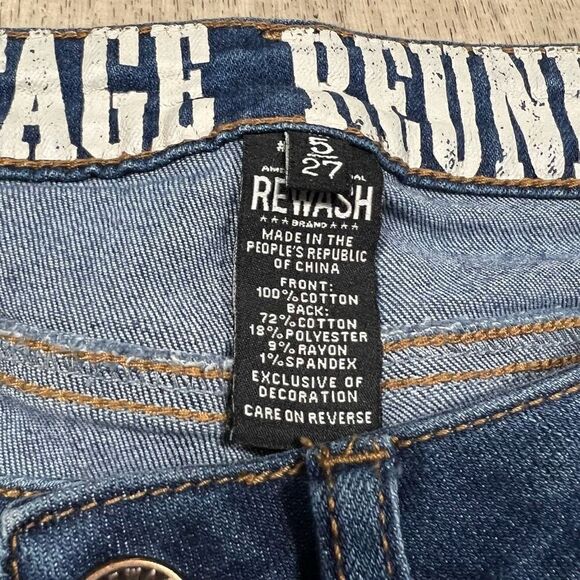 TAGE REUN
5
27
REWASH
BRAND
MADE IN THE
PEOPLE'S REPUBLIC
OF CHINA
FRONT:
100% COTTON
BACK:
72% COTTON
18% POLYESTER
9% RAYON
1% SPANDEX
EXCLUSIVE OF
DECORATION
CARE ON REVERSE